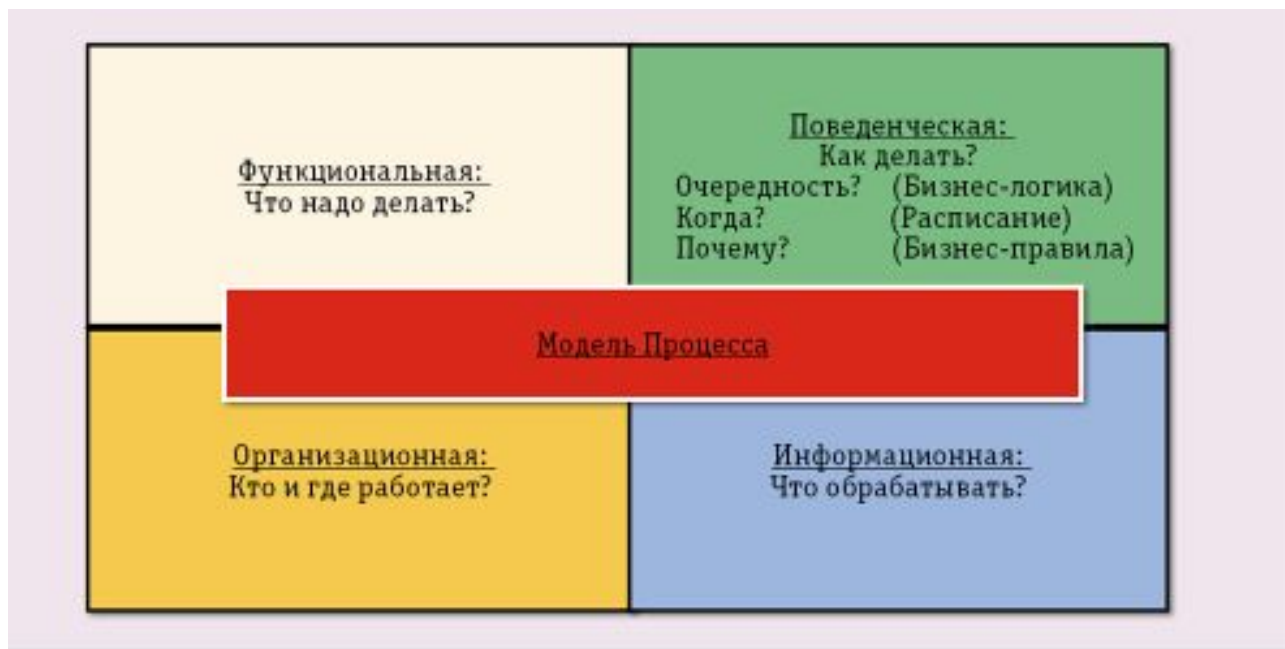 Функциональная:
Что надо делать?
Поведенческая:
Как делать?
Очередность? (Бизнес-логика)
Когда? (Расписание)
Почему? (Бизнес-правила)
Модель Процесса
Организационная:
Кто и где работает?
Информационная:
Что обрабатывать?